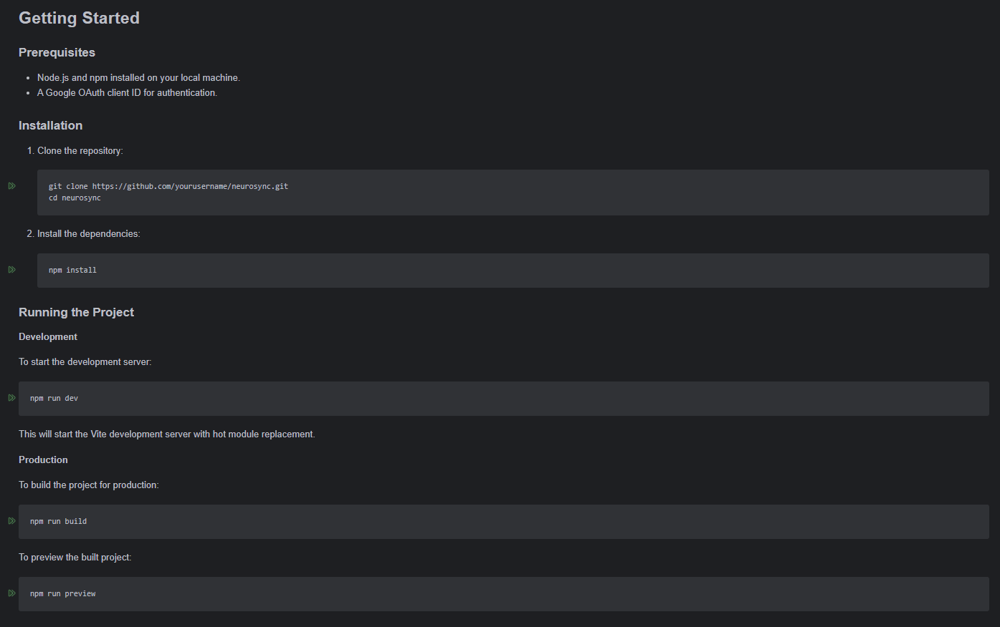 Getting Started
Prerequisites
• Node.js and npm installed on your local machine.
• A Google OAuth client ID for authentication.
Installation
1. Clone the repository:
git clone https://github.com/yourusername/neurosync.git
cd neurosync
2. Install the dependencies:
npm install
Running the Project
Development
To start the development server:
npm run dev
This will start the Vite development server with hot module replacement.
Production
To build the project for production:
npm run build
To preview the built project:
npm run preview